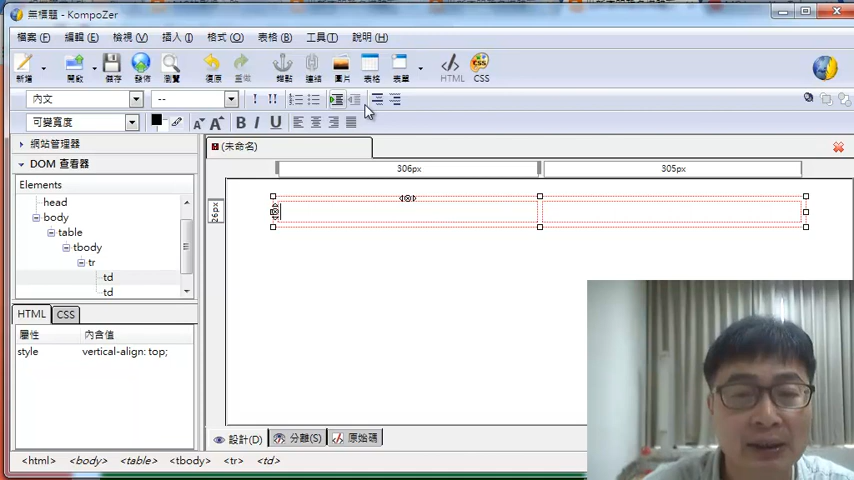 無標題 - KompoZer
檔案(F) 編輯(E) 檢視(V) 插入(I) 格式(O) 表格(B) 工具(T) 說明(H)
新增 開啟 儲存 發佈 瀏覽 復原 重做 錨點 連結 圖片 表格 表單 HTML CSS
內文 -- ! !!
可變寬度 A A B I U
網站管理器
(未命名)
DOM 查看器
306px 305px
Elements
head
26px
body
table
tbody
tr
td
td
HTML CSS
屬性 內含值
style vertical-align: top;
設計(D) 分離(S) 原始碼
<html> <body> <table> <tbody> <tr> <td>